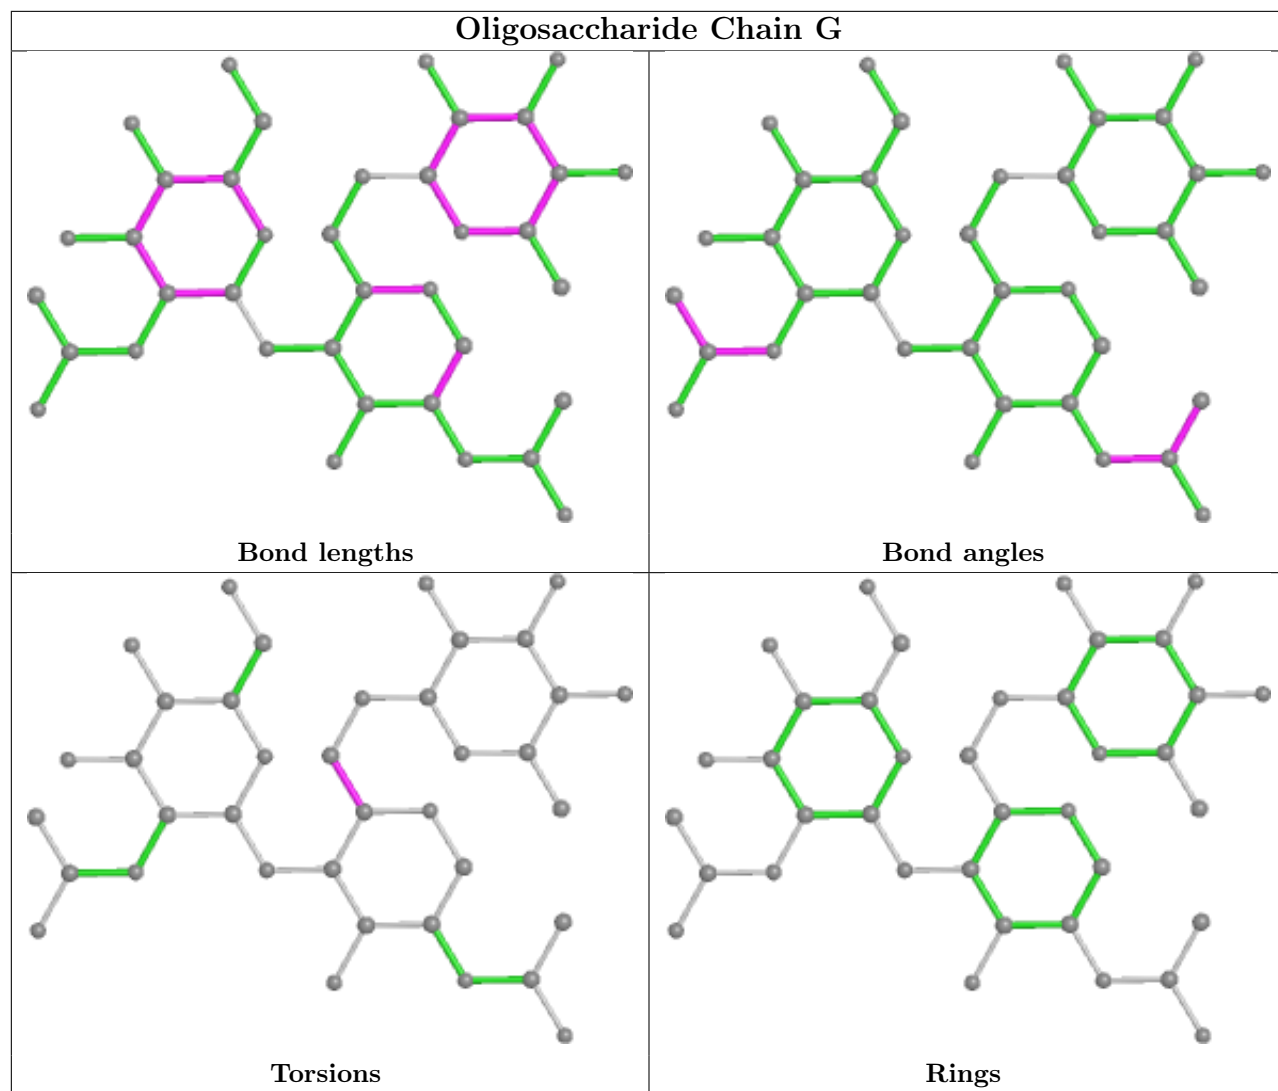 Oligosaccharide Chain G
Bond lengths
Bond angles
Torsions
Rings